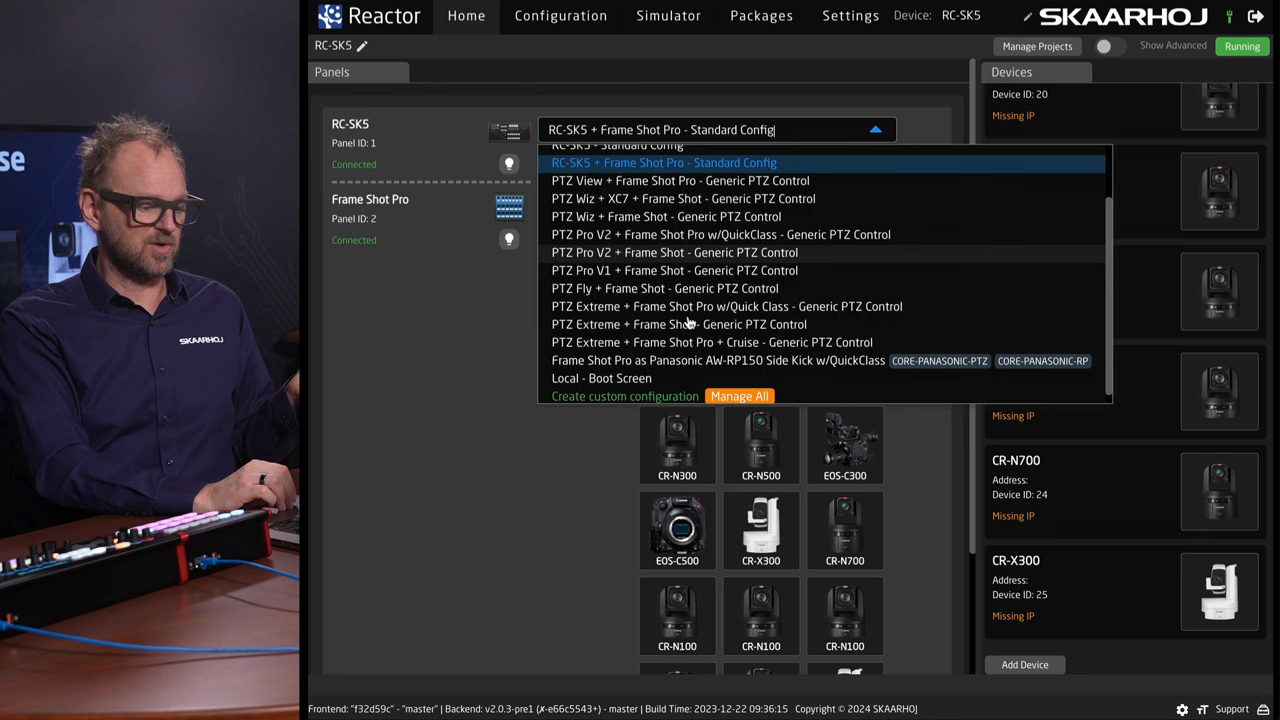 Reactor
Home
Configuration
Simulator
Packages
Settings
Device: RC-SK5
SKAARHOJ
RC-SK5
Manage Projects
Show Advanced
Running
Panels
Devices
RC-SK5
Panel ID: 1
Connected
RC-SK5 + Frame Shot Pro - Standard Config
Frame Shot Pro
Panel ID: 2
Connected
RC-SK5 - Standard Config
RC-SK5 + Frame Shot Pro - Standard Config
PTZ View + Frame Shot Pro - Generic PTZ Control
PTZ Wiz + XC7 + Frame Shot - Generic PTZ Control
PTZ Wiz + Frame Shot - Generic PTZ Control
PTZ Pro V2 + Frame Shot Pro w/QuickClass - Generic PTZ Control
PTZ Pro V2 + Frame Shot - Generic PTZ Control
PTZ Pro V1 + Frame Shot - Generic PTZ Control
PTZ Fly + Frame Shot - Generic PTZ Control
PTZ Extreme + Frame Shot Pro w/Quick Class - Generic PTZ Control
PTZ Extreme + Frame Shot - Generic PTZ Control
PTZ Extreme + Frame Shot Pro + Cruise - Generic PTZ Control
Frame Shot Pro as Panasonic AW-RP150 Side Kick w/QuickClass CORE-PANASONIC-PTZ CORE-PANASONIC-RP
Local - Boot Screen
Create custom configuration Manage All
CR-N300 CR-N500 EOS-C300
EOS-C500 CR-X300 CR-N700
CR-N100 CR-N100 CR-N100
Device ID: 20
Missing IP
Missing IP
CR-N700
Address:
Device ID: 24
Missing IP
CR-X300
Address:
Device ID: 25
Missing IP
Add Device
Frontend: "f32d59c" - "master" | Backend: v2.0.3-pre1 (✗-e66c5543+) - master | Build Time: 2023-12-22 09:36:15 Copyright © 2024 SKAARHOJ
Support
SKAARHOJ
se